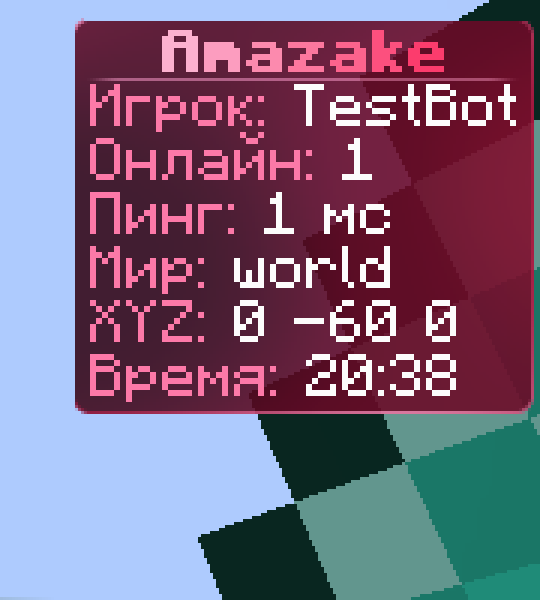 Amazake
Игрок: TestBot
Онлайн: 1
Пинг: 1 мс
Мир: world
XYZ: 0 -60 0
Время: 20:38